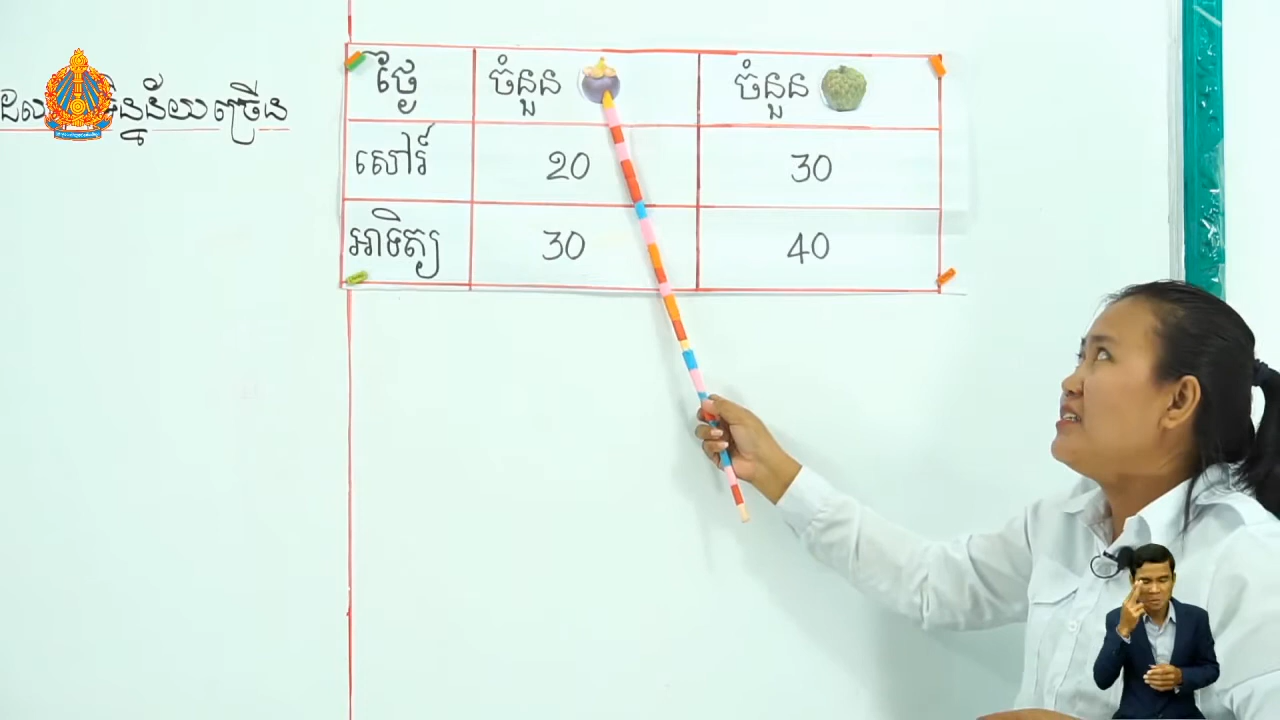 ទិន្នន័យច្រើន
ថ្ងៃ ចំនួន ចំនួន
សៅរ៍ 20 30
អាទិត្យ 30 40